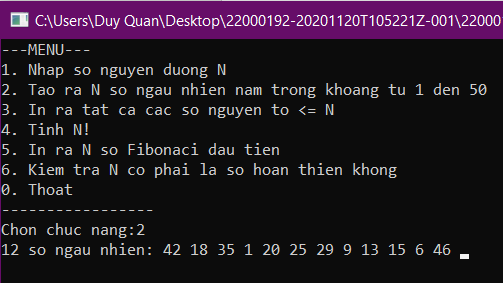 C:\Users\Duy Quan\Desktop\22000192-20201120T105221Z-001\22000
---MENU---
1. Nhap so nguyen duong N
2. Tao ra N so ngau nhien nam trong khoang tu 1 den 50
3. In ra tat ca cac so nguyen to <= N
4. Tinh N!
5. In ra N so Fibonaci dau tien
6. Kiem tra N co phai la so hoan thien khong
0. Thoat
-----------------
Chon chuc nang:2
12 so ngau nhien: 42 18 35 1 20 25 29 9 13 15 6 46